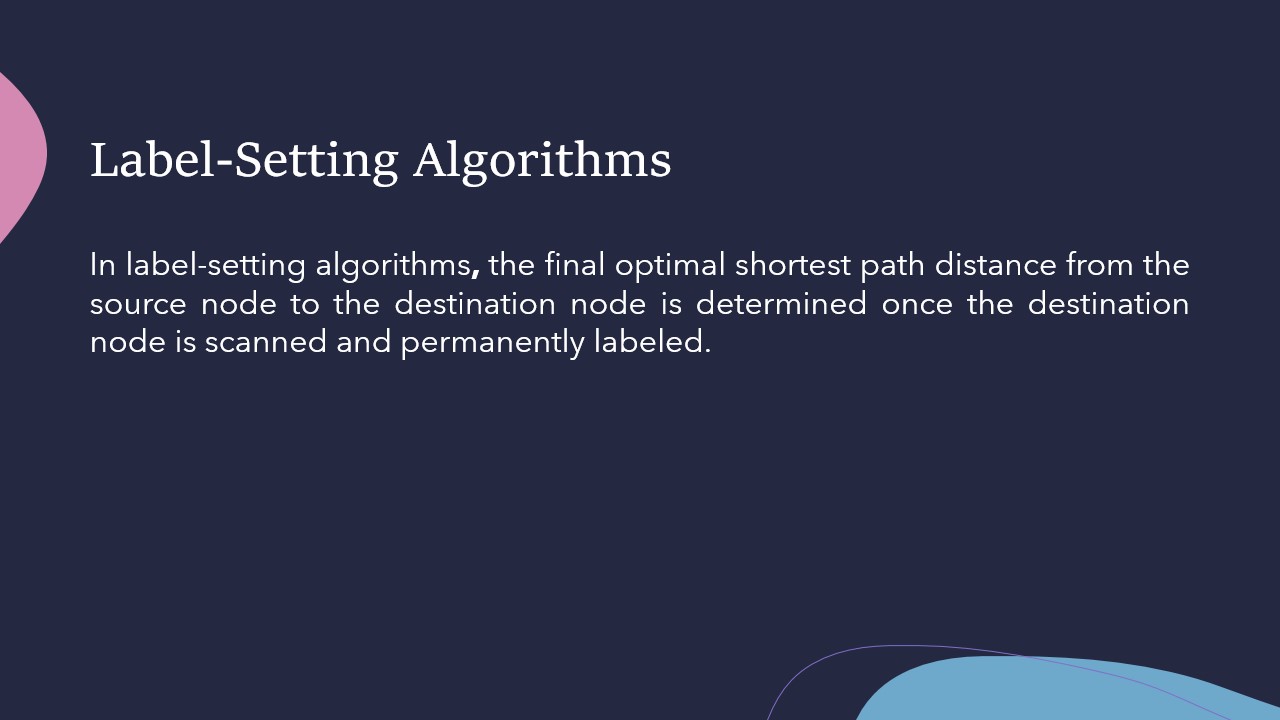 Label-Setting Algorithms
In label-setting algorithms, the final optimal shortest path distance from the
source node to the destination node is determined once the destination
node is scanned and permanently labeled.